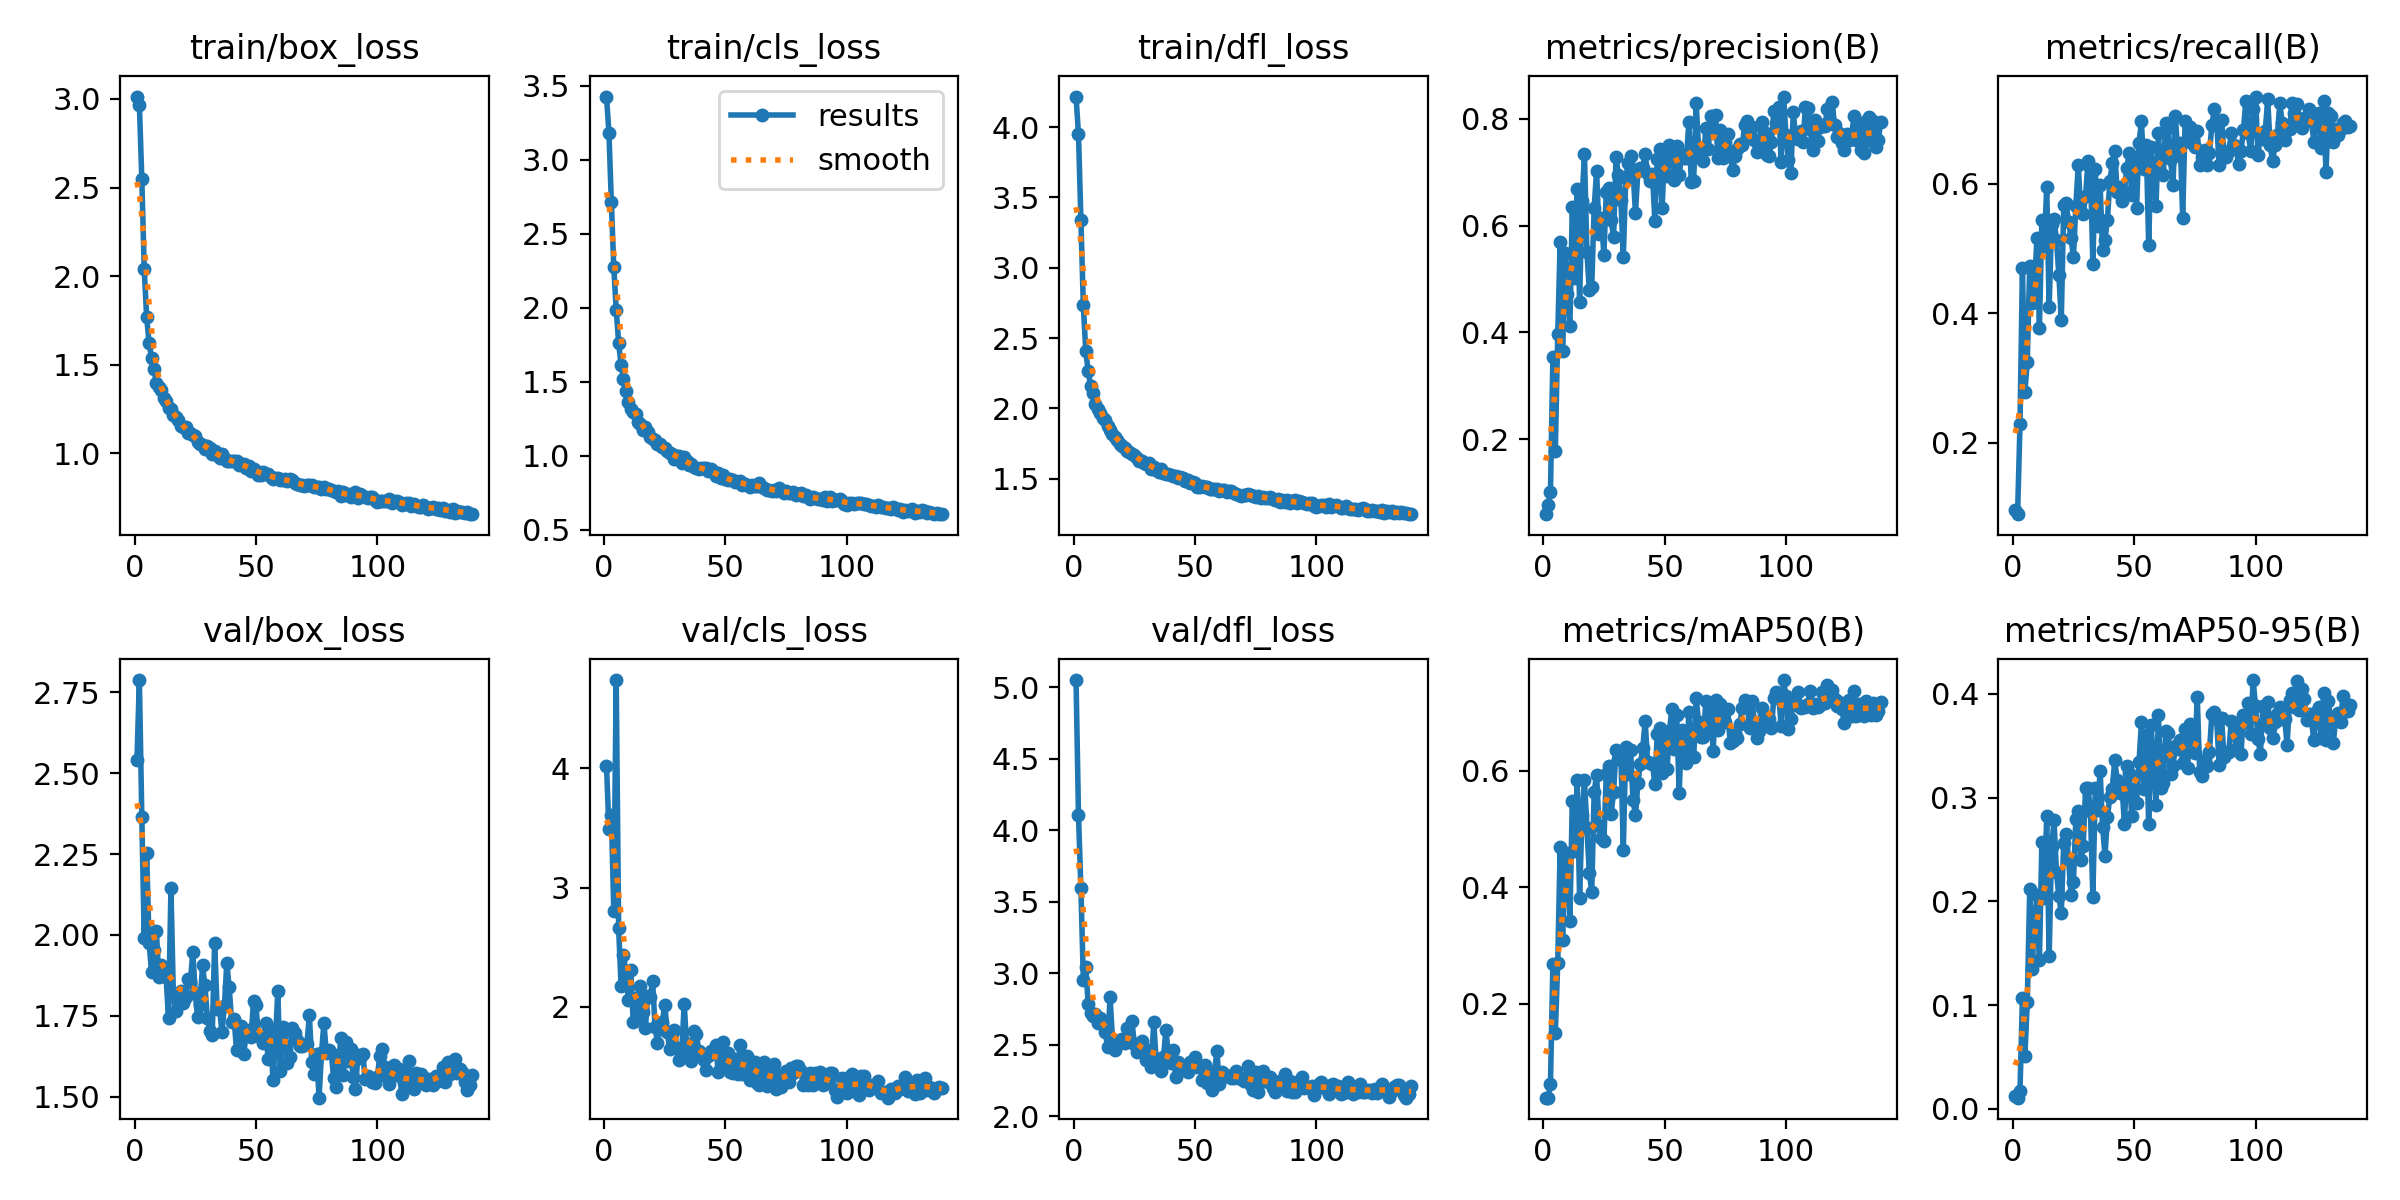 train/box_loss
3.0
2.5
2.0
1.5
1.0
0 50 100
train/cls_loss
results
smooth
3.5
3.0
2.5
2.0
1.5
1.0
0.5
0 50 100
train/dfl_loss
4.0
3.5
3.0
2.5
2.0
1.5
0 50 100
metrics/precision(B)
0.8
0.6
0.4
0.2
0 50 100
metrics/recall(B)
0.6
0.4
0.2
0 50 100
val/box_loss
2.75
2.50
2.25
2.00
1.75
1.50
0 50 100
val/cls_loss
4
3
2
0 50 100
val/dfl_loss
5.0
4.5
4.0
3.5
3.0
2.5
2.0
0 50 100
metrics/mAP50(B)
0.6
0.4
0.2
0 50 100
metrics/mAP50-95(B)
0.4
0.3
0.2
0.1
0.0
0 50 100